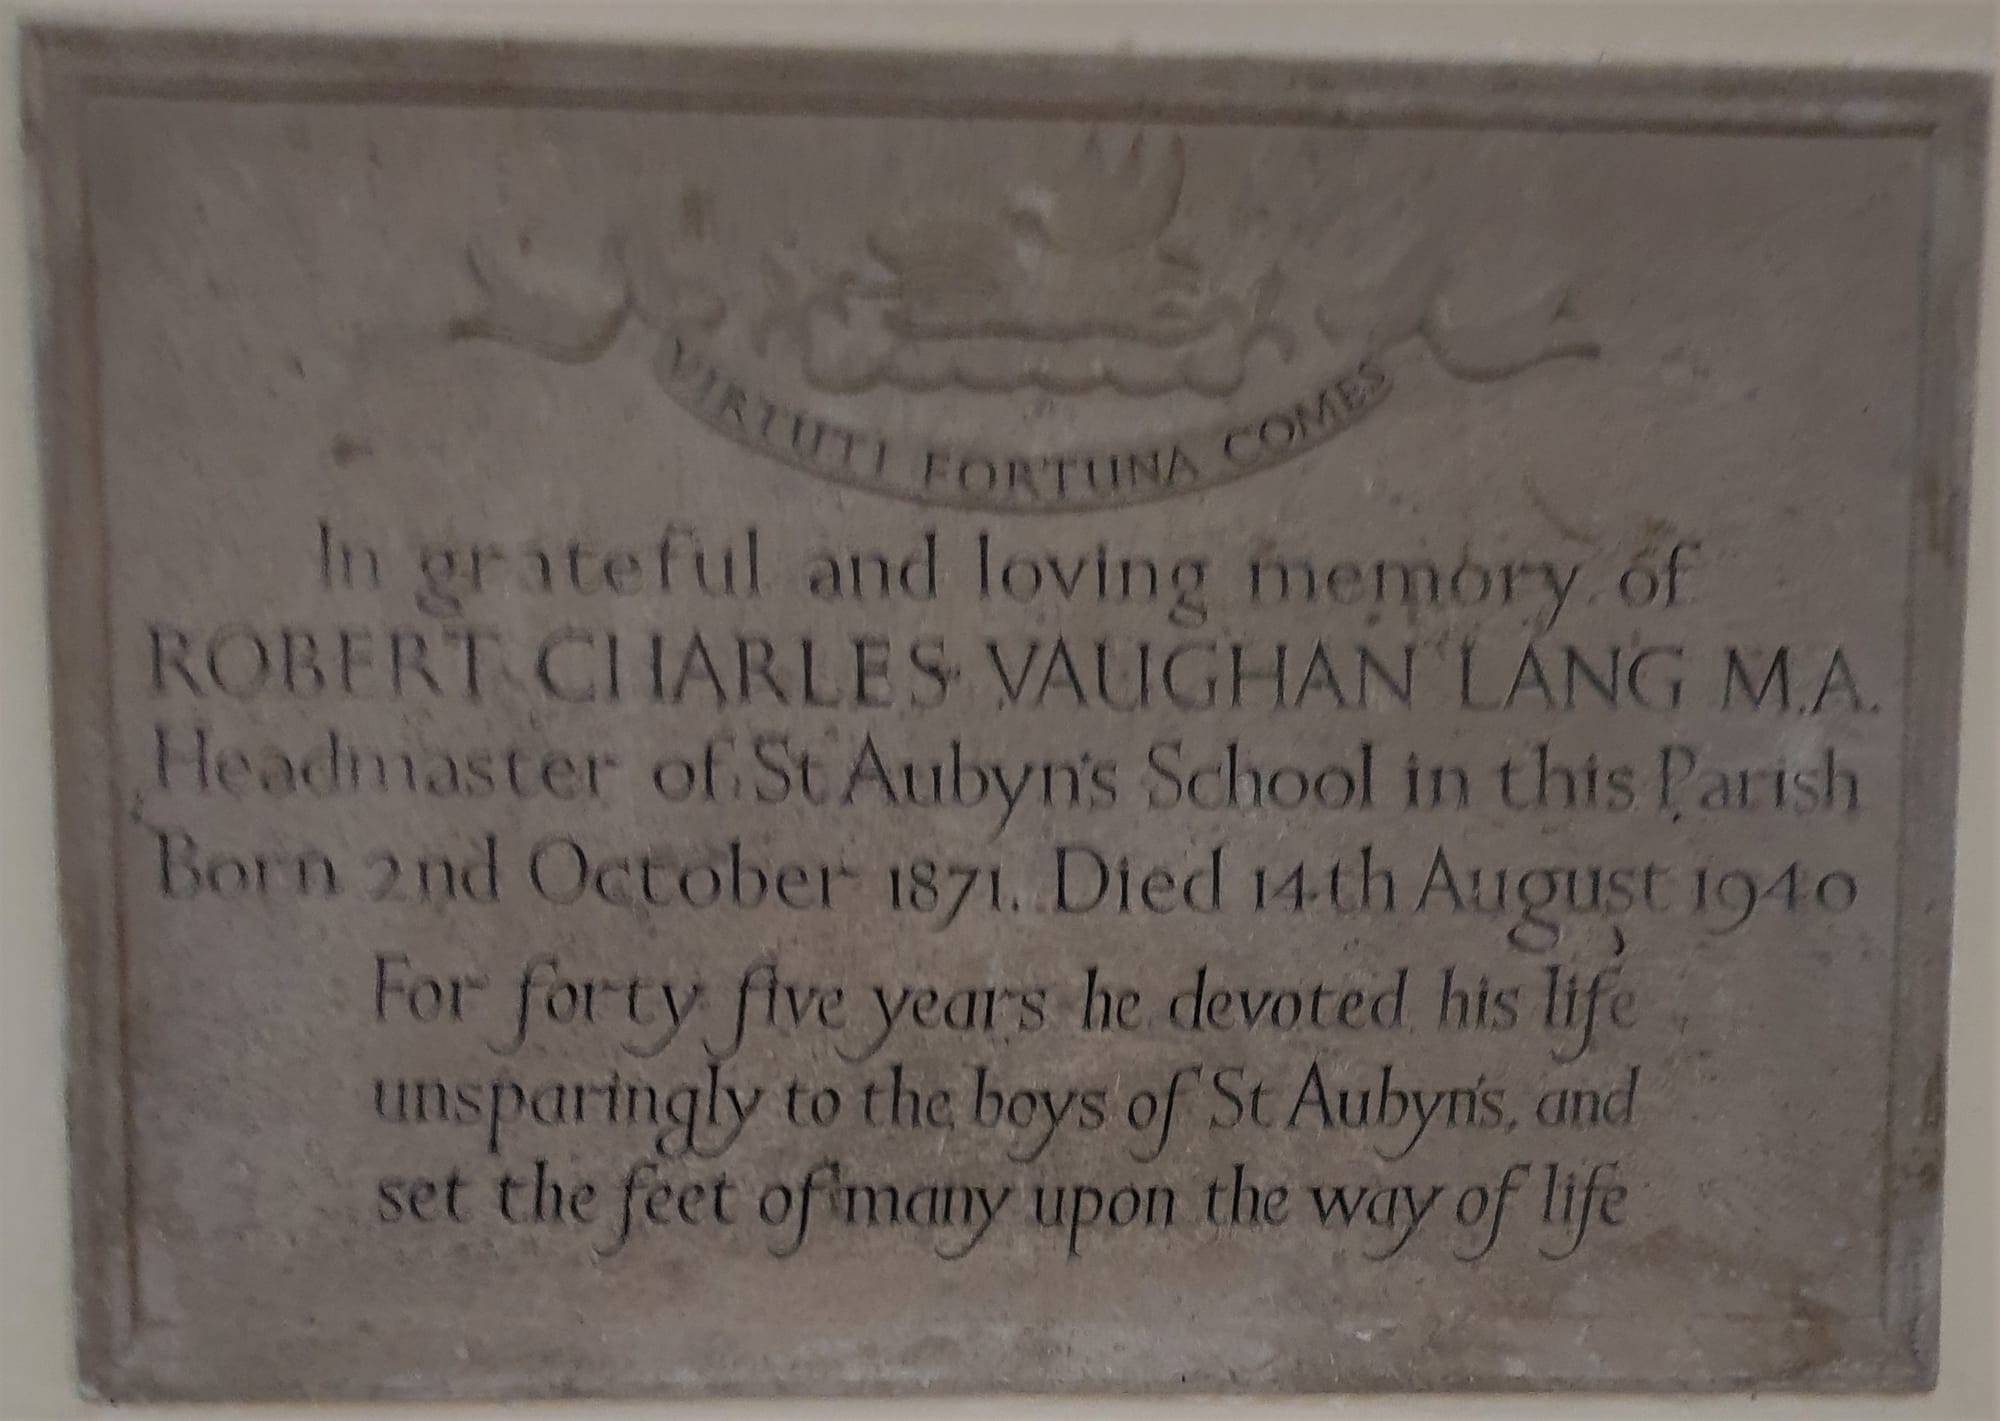 VIRTUTI FORTUNA COMES
In grateful and loving memory of
ROBERT CHARLES VAUGHAN LANG M.A.
Headmaster of St Aubyn's School in this Parish
Born 2nd October 1871. Died 14th August 1940
For forty five years he devoted his life
unsparingly to the boys of St Aubyn's, and
set the feet of many upon the way of life